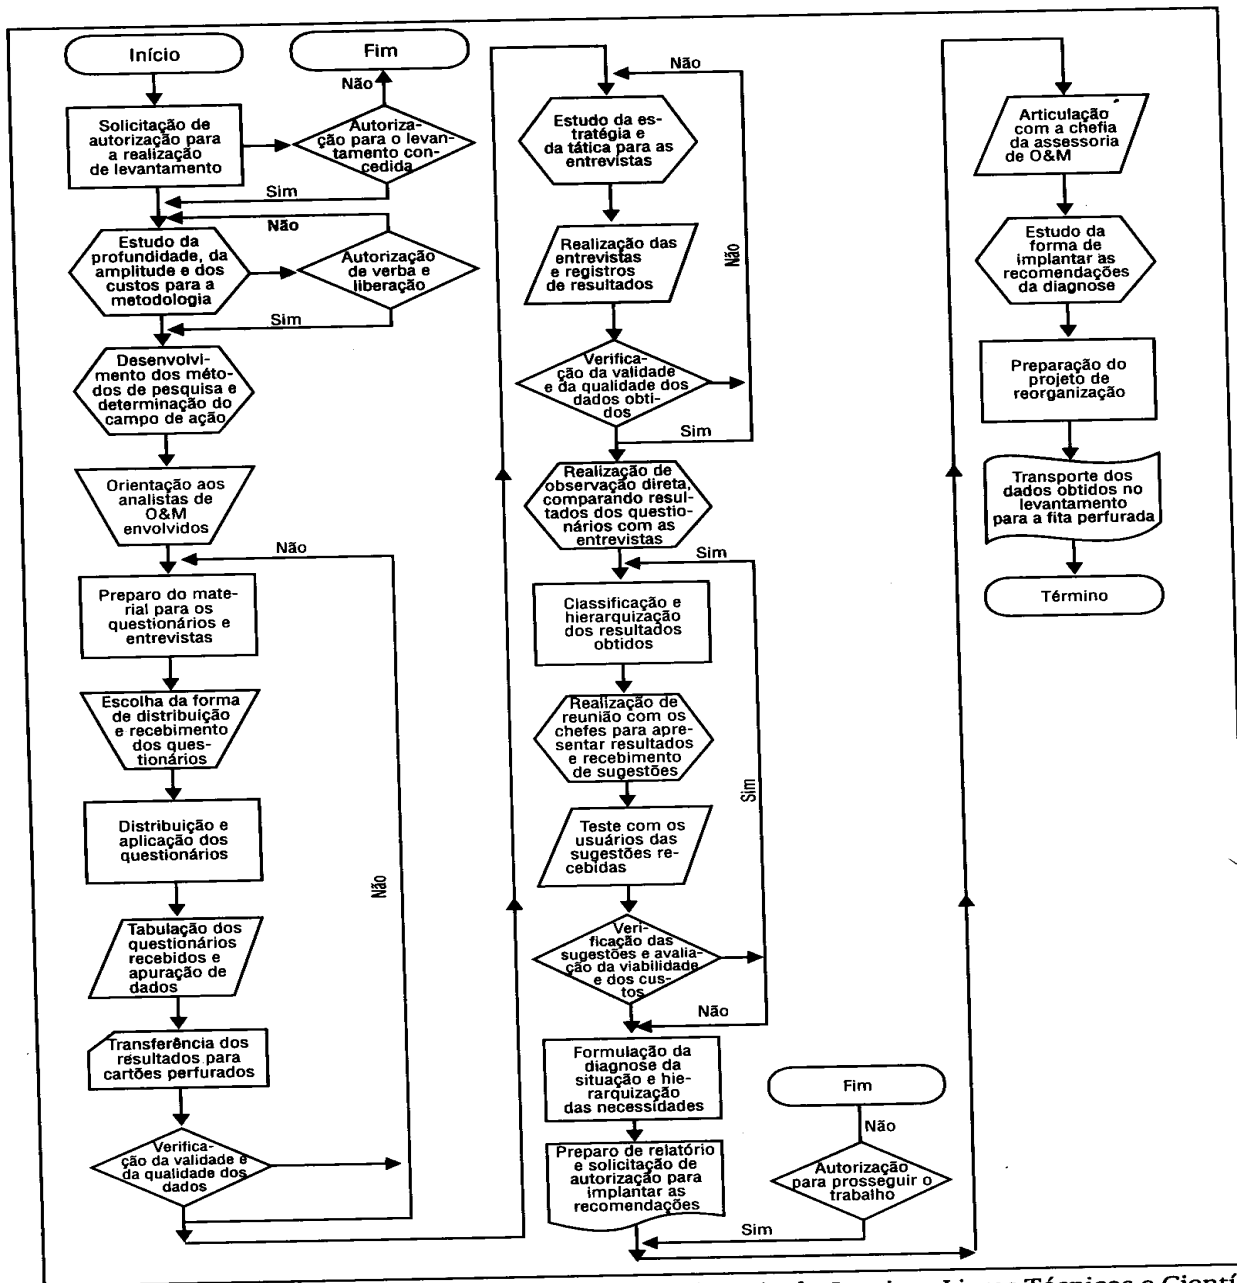 Início
Fim
Não
Solicitação de
autorização para
a realização
de levantamento
Autoriza-
ção para o levan-
tamento con-
cedida
Sim
Não
Estudo da
profundidade, da
amplitude e dos
custos para a
metodologia
Autorização
de verba e
liberação
Sim
Desenvolvi-
mento dos méto-
dos de pesquisa e
determinação do
campo de ação
Orientação aos
analistas de
O&M
envolvidos
Não
Preparo do mate-
rial para os
questionários e
entrevistas
Escolha da forma
de distribuição
e recebimento
dos ques-
tionários
Distribuição e
aplicação dos
questionários
Não
Tabulação dos
questionários
recebidos e
apuração de
dados
Transferência dos
resultados para
cartões perfurados
Verifica-
ção da validade e
da qualidade dos
dados
Não
Estudo da es-
tratégia e
da tática para as
entrevistas
Não
Realização das
entrevistas
e registros
de resultados
Verifica-
ção da validade
e da qualidade dos
dados obti-
dos
Sim
Realização de
observação direta,
comparando resul-
tados dos questio-
nários com as
entrevistas
Sim
Classificação e
hierarquização
dos resultados
obtidos
Realização de
reunião com os
chefes para apre-
sentar resultados
e recebimento
de sugestões
Sim
Teste com os
usuários das
sugestões re-
cebidas
Veri-
ficação das
sugestões e avalia-
ção da viabilidade
e dos cus-
tos
Não
Formulação da
diagnose da
situação e hie-
rarquização
das necessidades
Preparo de relatório
e solicitação de
autorização para
implantar as
recomendações
Fim
Não
Autorização
para prosseguir o
trabalho
Sim
Articulação
com a chefia
da assessoria
de O&M
Estudo da
forma de
implantar as
recomendações
da diagnose
Preparação do
projeto de
reorganização
Transporte dos
dados obtidos no
levantamento
para a fita perfurada
Término
Livros Técnicos e Cientí